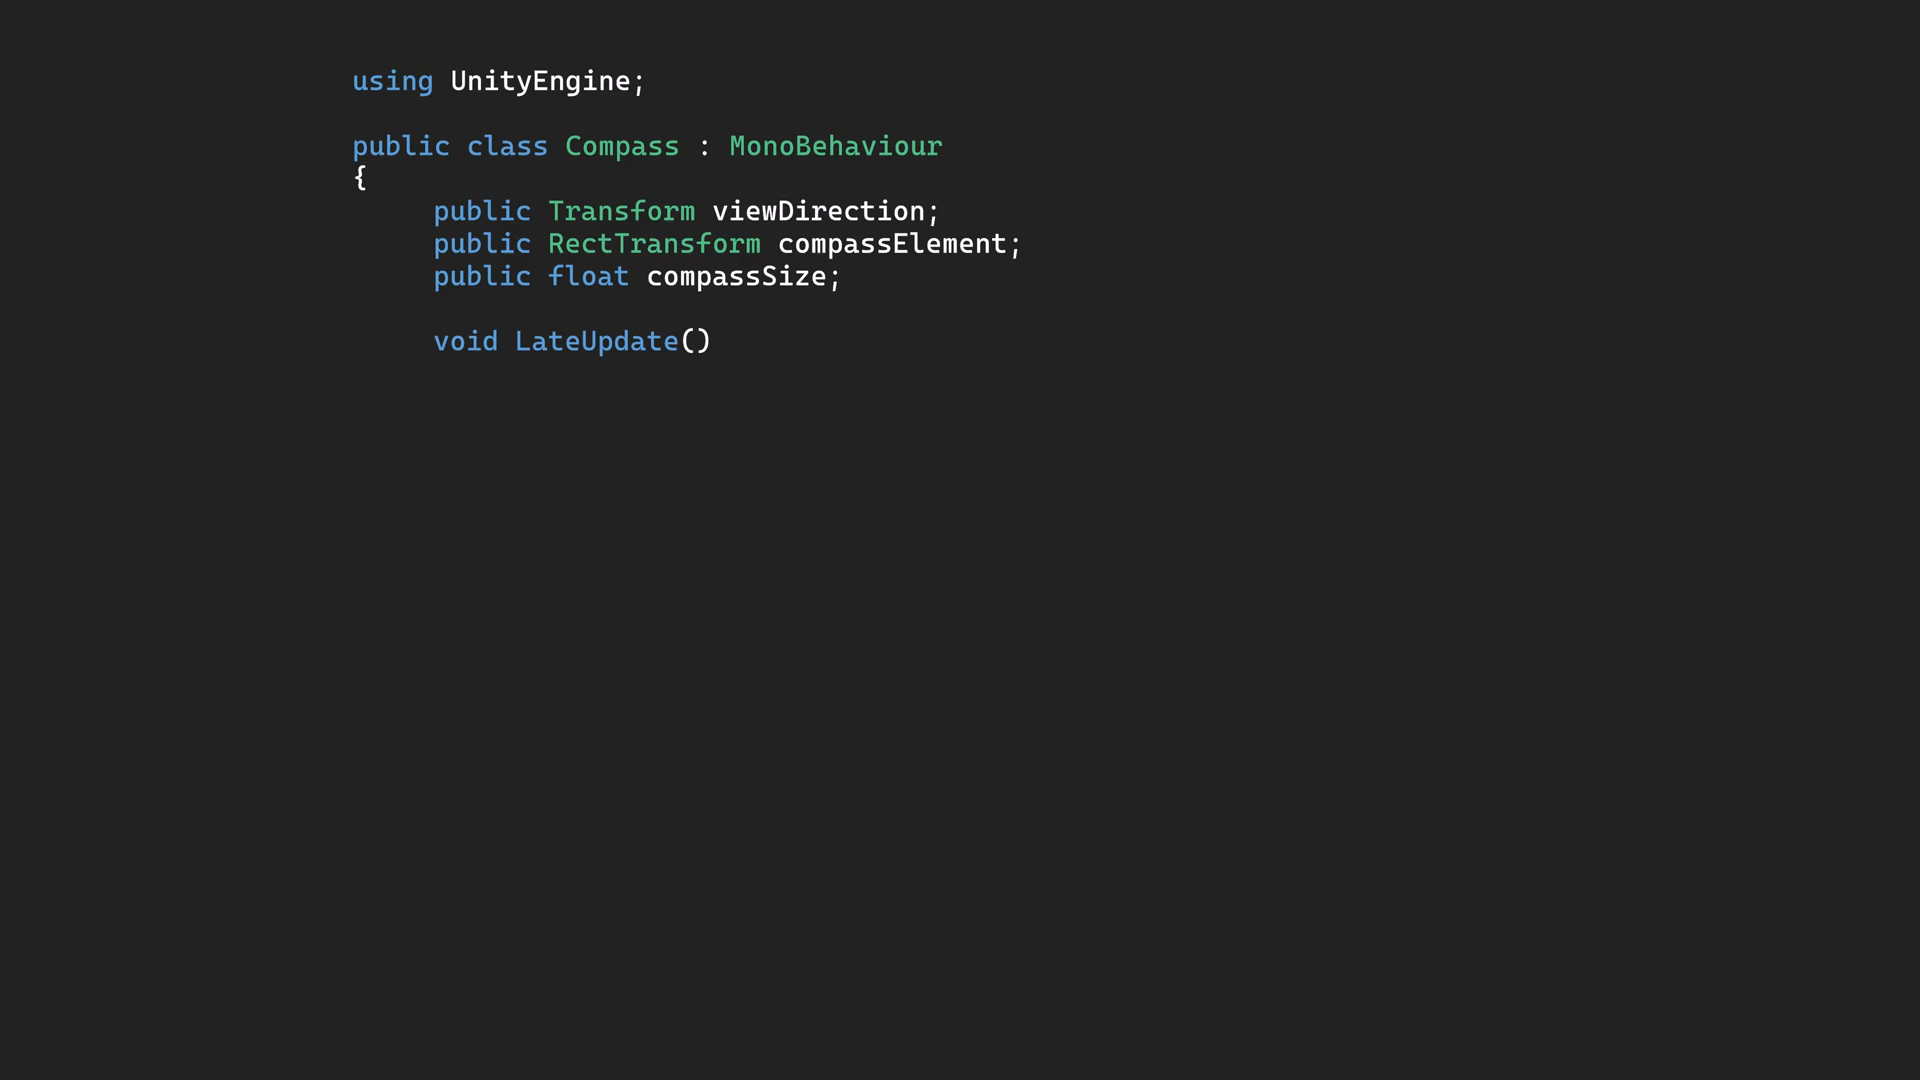 using UnityEngine;
public class Compass : MonoBehaviour
{
public Transform viewDirection;
public RectTransform compassElement;
public float compassSize;
void LateUpdate()